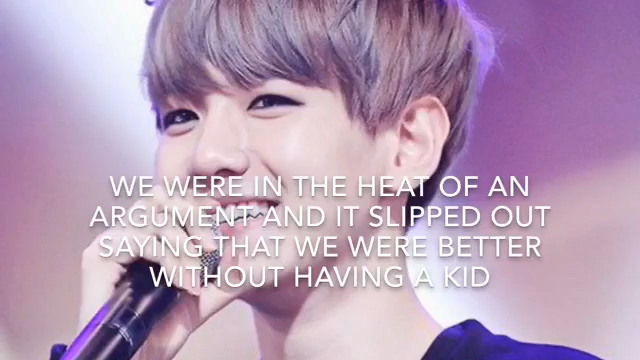 WE WERE IN THE HEAT OF AN
ARGUMENT AND IT SLIPPED OUT
SAYING THAT WE WERE BETTER
WITHOUT HAVING A KID